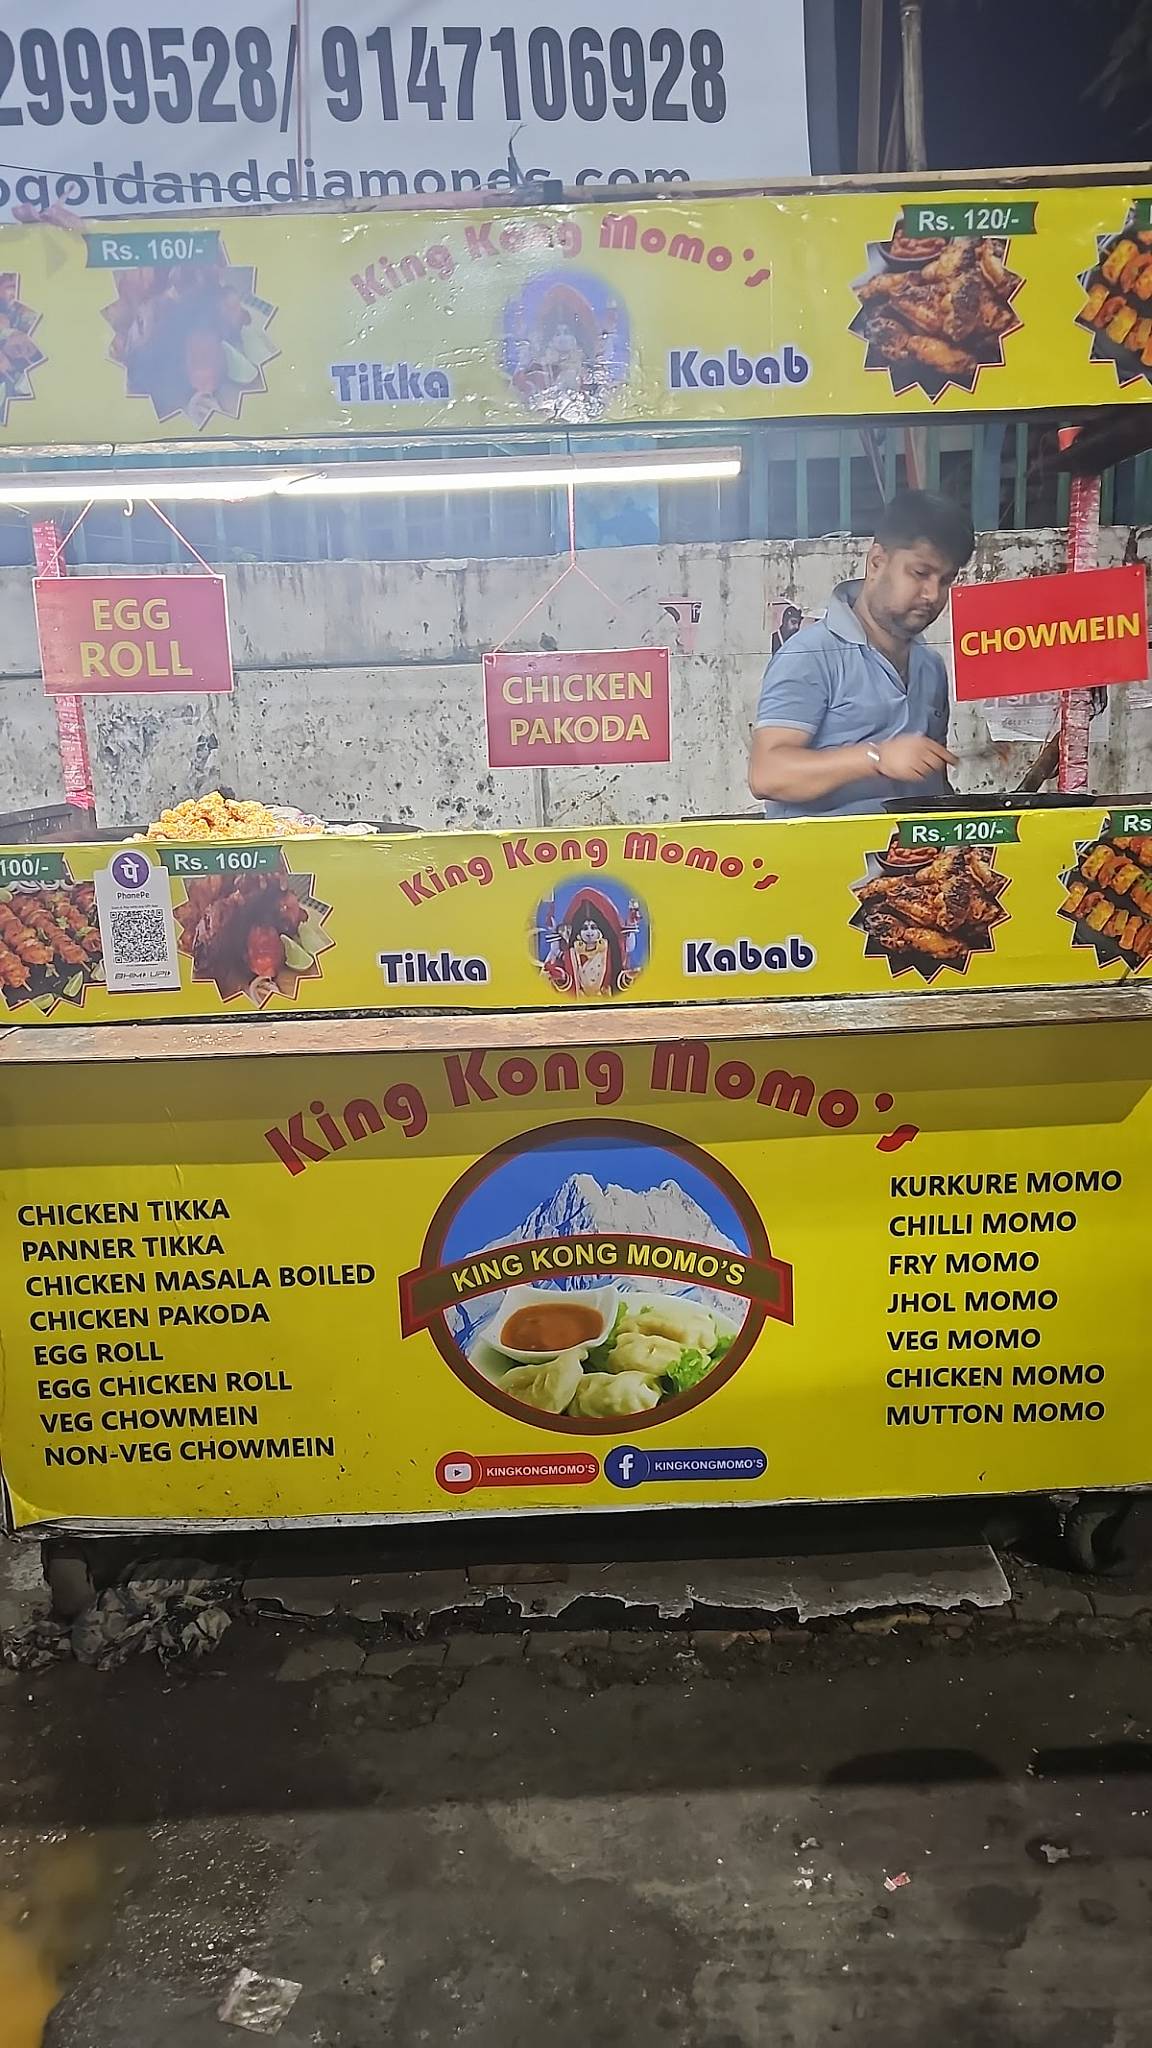 2999528/ 9147106928
goldanddiamonds.com
Rs. 160/-
King Kong Momo's
Rs. 120/-
Tikka
Kabab
EGG
ROLL
CHICKEN
PAKODA
CHOWMEIN
100/-
पे
PhonePe
BHIM UPI
Rs. 160/-
King Kong Momo's
Rs. 120/-
Rs
Tikka
Kabab
King Kong Momo's
CHICKEN TIKKA
PANNER TIKKA
CHICKEN MASALA BOILED
CHICKEN PAKODA
EGG ROLL
EGG CHICKEN ROLL
VEG CHOWMEIN
NON-VEG CHOWMEIN
KING KONG MOMO'S
KINGKONGMOMO'S
f KINGKONGMOMO'S
KURKURE MOMO
CHILLI MOMO
FRY MOMO
JHOL MOMO
VEG MOMO
CHICKEN MOMO
MUTTON MOMO